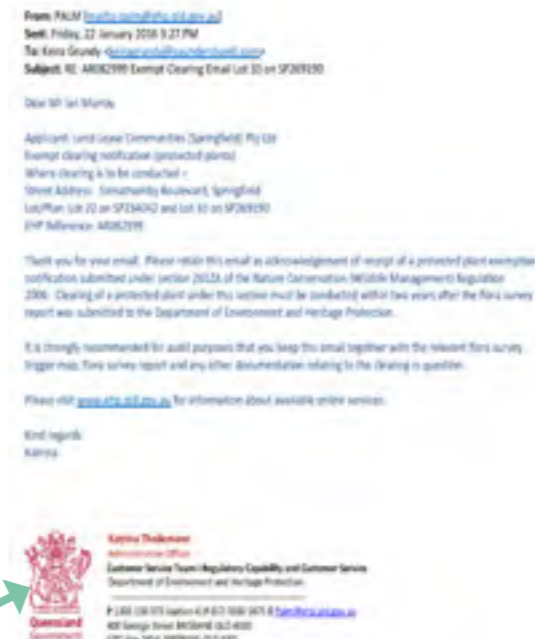 From: PALM
Sent: Friday, 22 January 2016 3:27 PM
To: Keira Grundy
Subject: RE: Exempt Clearing Email Lot 10 on
Dear Mr Ian Murray
Applicant: Lend Lease Communities (Springfield) Pty Ltd
Exempt clearing notification (protected plants)
Where clearing is to be conducted –
Street Address: Boulevard, Springfield
Lot/Plan: Lot on and Lot 10 on
EHP Reference:
Thank you for your email. Please retain this email as acknowledgement of receipt of a protected plant exemption
notification submitted under section of the Nature Conservation (Wildlife Management) Regulation
2006. Clearing of a protected plant under this section must be conducted within two years after the flora survey
report was submitted to the Department of Environment and Heritage Protection.
It is strongly recommended for audit purposes that you keep this email together with the relevant flora survey
trigger map, flora survey report and any other documentation relating to the clearing in question.
Please visit www.ehp.qld.gov.au for information about available online services.
Kind regards
Katrina
Katrina
Administration Officer
Customer Service Team | Regulatory Capability and Customer Service
Department of Environment and Heritage Protection
400 George Street BRISBANE QLD 4000
Queensland
Government